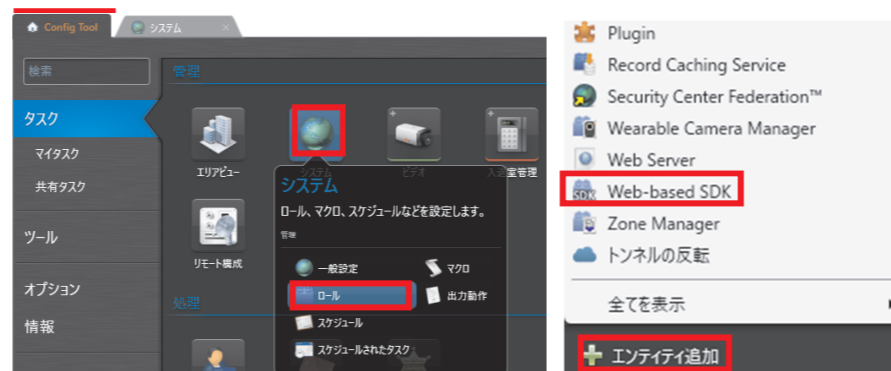 Config Tool
システム ×
検索
タスク
マイタスク
共有タスク
ツール
オプション
情報
管理
エリアビュー
システム
ビデオ
入退室管理
リモート構成
処理
システム
ロール、マクロ、スケジュールなどを設定します。
管理
一般設定
マクロ
ロール
出力動作
スケジュール
スケジュールされたタスク
Plugin
Record Caching Service
Security Center Federation™
Wearable Camera Manager
Web Server
SDK Web-based SDK
Zone Manager
トンネルの反転
全てを表示
エンティティ追加